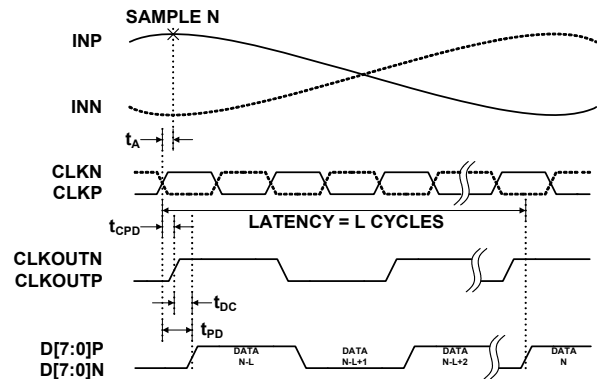 SAMPLE N
INP
INN
tA
CLKN
CLKP
tCPD
LATENCY = L CYCLES
CLKOUTN
CLKOUTP
tDC
tPD
D[7:0]P
D[7:0]N
DATA
N-L
DATA
N-L+1
DATA
N-L+2
DATA
N